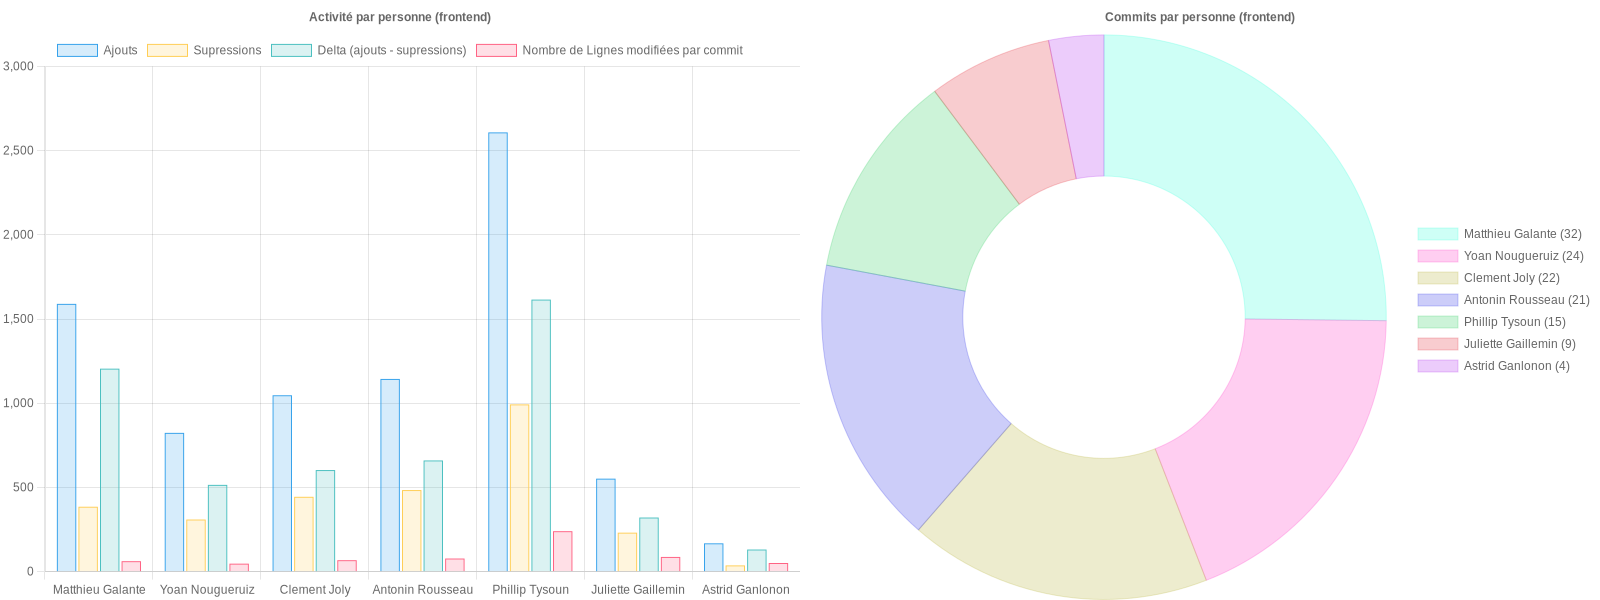 Activité par personne (frontend)
Ajouts
Supressions
Delta (ajouts - supressions)
Nombre de Lignes modifiées par commit
3,000
2,500
2,000
1,500
1,000
500
0
Matthieu Galante
Yoan Nougueruiz
Clement Joly
Antonin Rousseau
Phillip Tysoun
Juliette Gaillemin
Astrid Ganlonon
Commits par personne (frontend)
Matthieu Galante (32)
Yoan Nougueruiz (24)
Clement Joly (22)
Antonin Rousseau (21)
Phillip Tysoun (15)
Juliette Gaillemin (9)
Astrid Ganlonon (4)